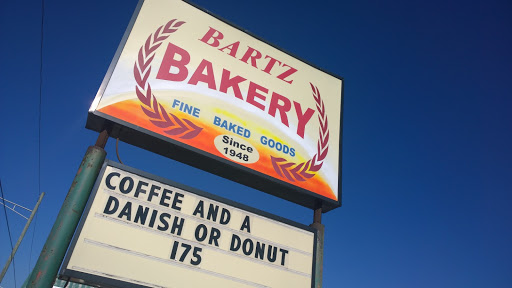 BARTZ
BAKERY
FINE BAKED GOODS
Since
1948
COFFEE AND A
DANISH OR DONUT
175